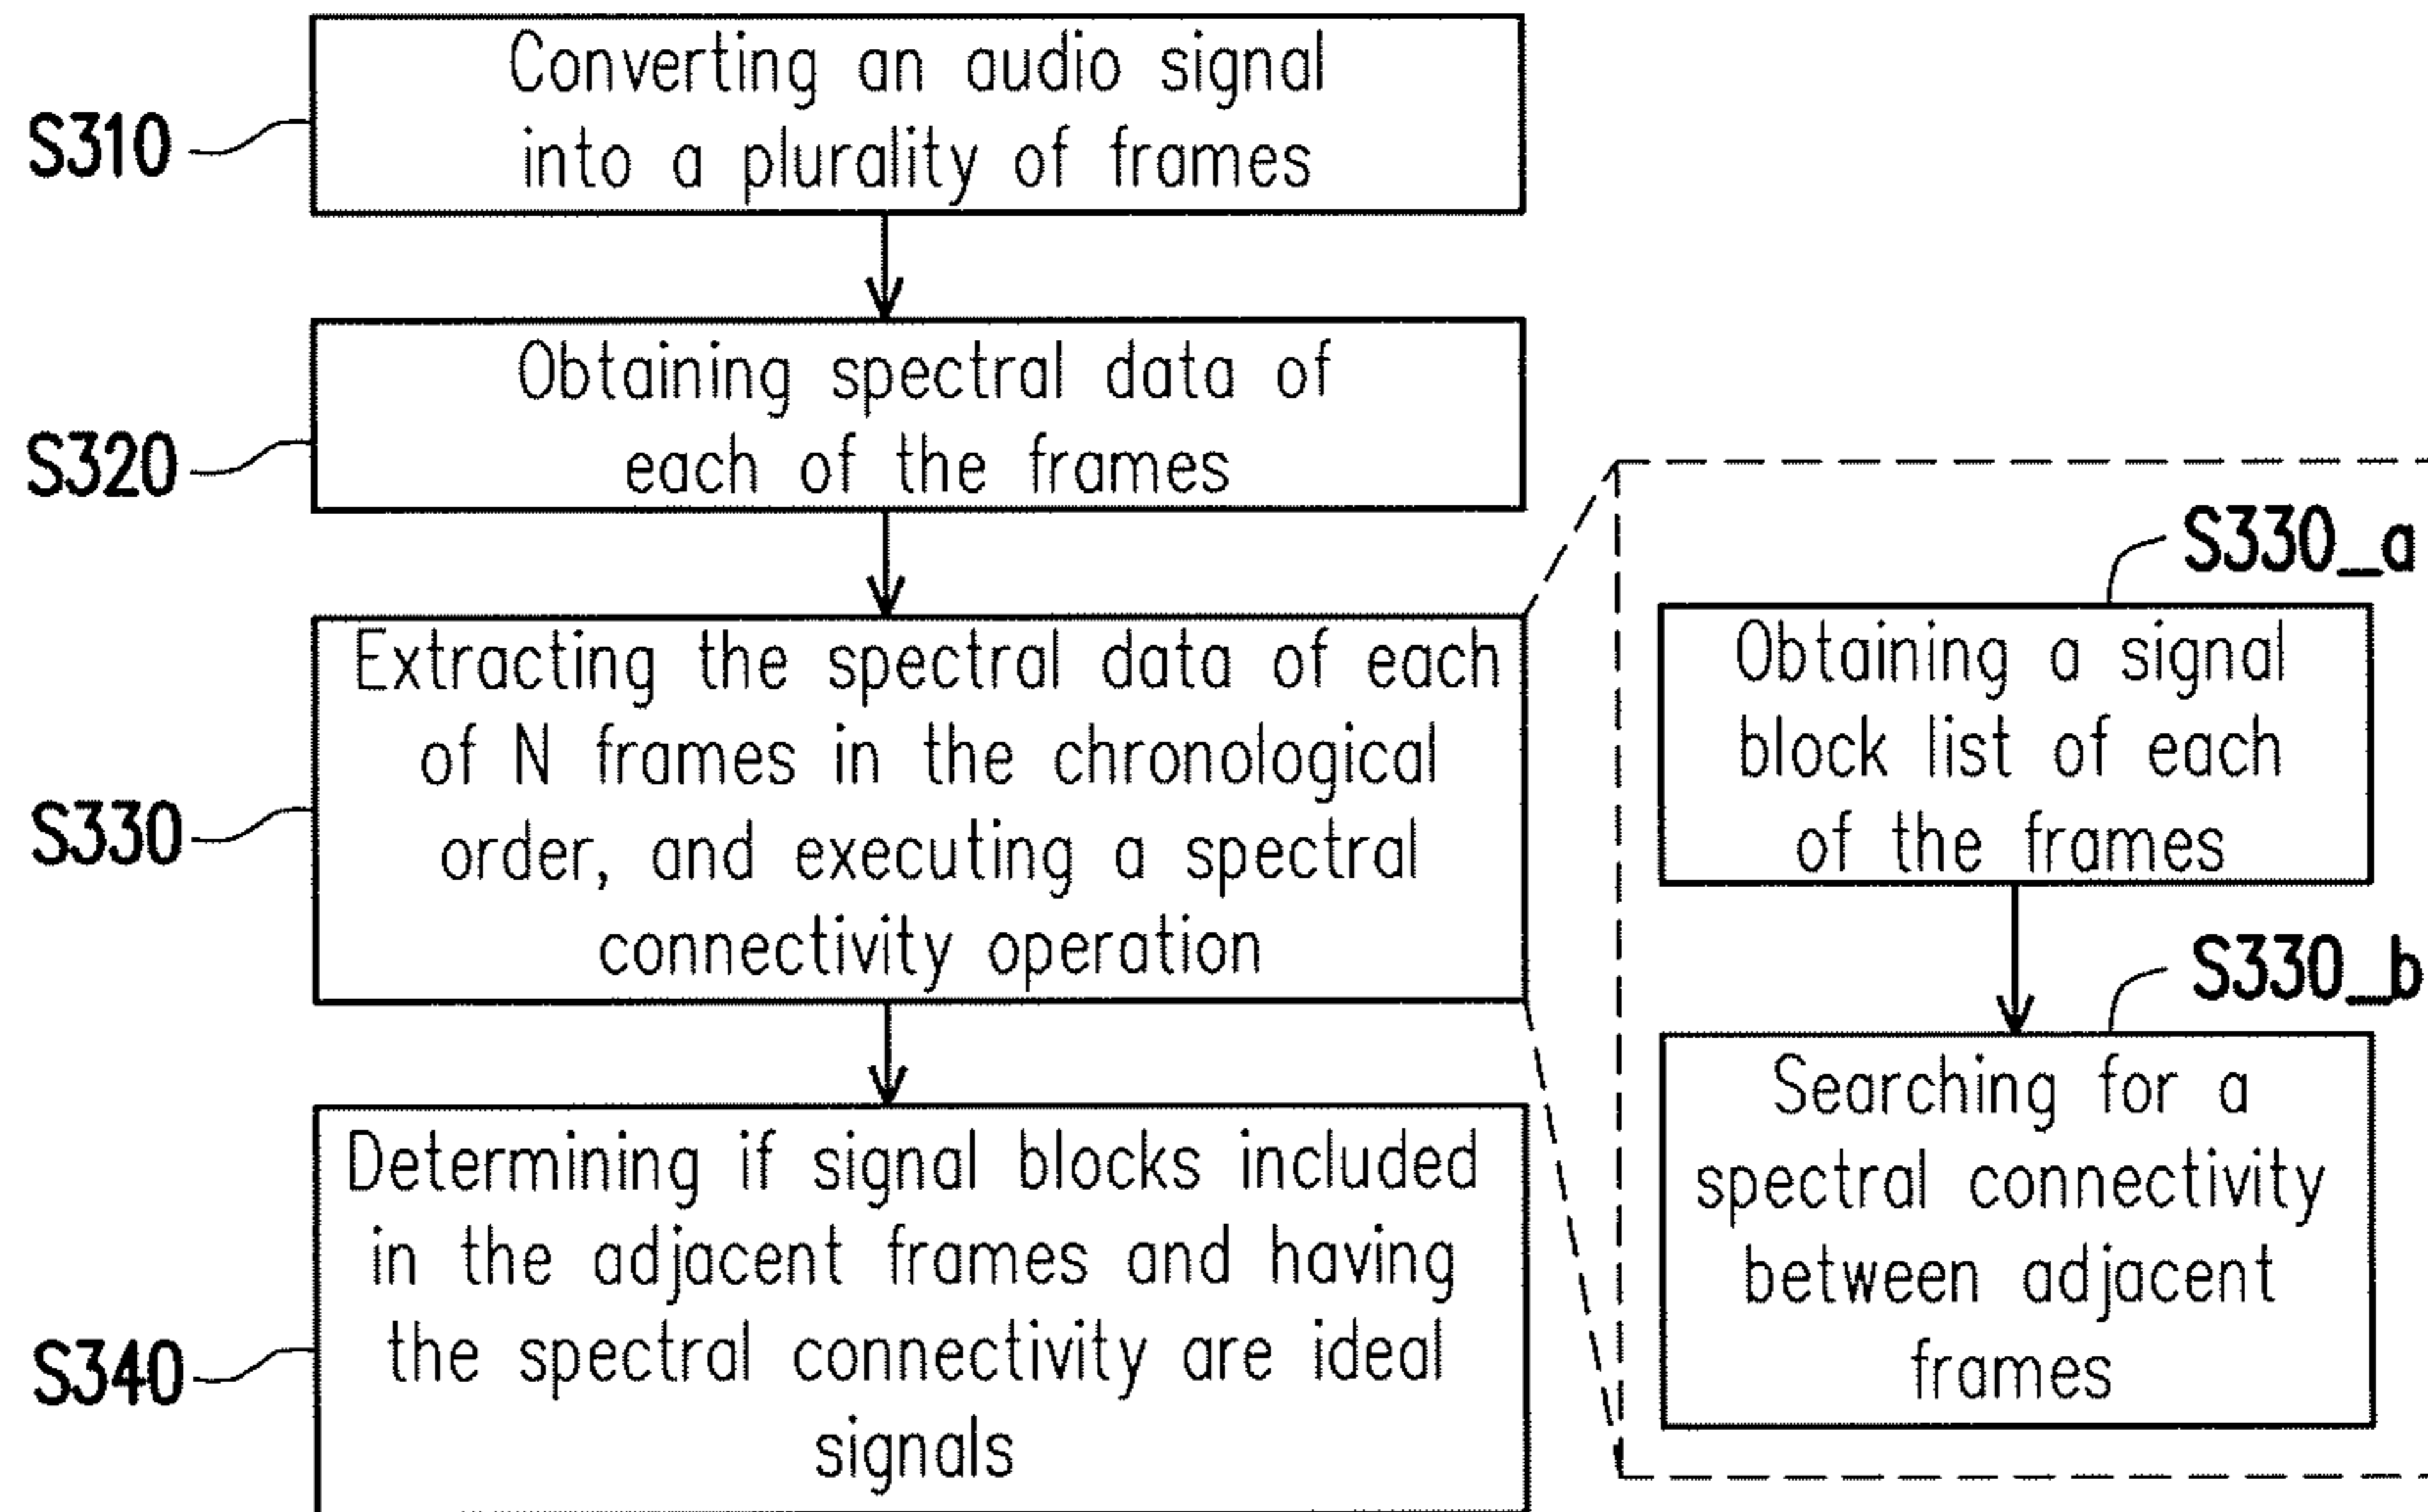 S310
Converting an audio signal
into a plurality of frames
S320
Obtaining spectral data of
each of the frames
S330
Extracting the spectral data of each
of N frames in the chronological
order, and executing a spectral
connectivity operation
S330_a
Obtaining a signal
block list of each
of the frames
S330_b
Searching for a
spectral connectivity
between adjacent
frames
S340
Determining if signal blocks included
in the adjacent frames and having
the spectral connectivity are ideal
signals